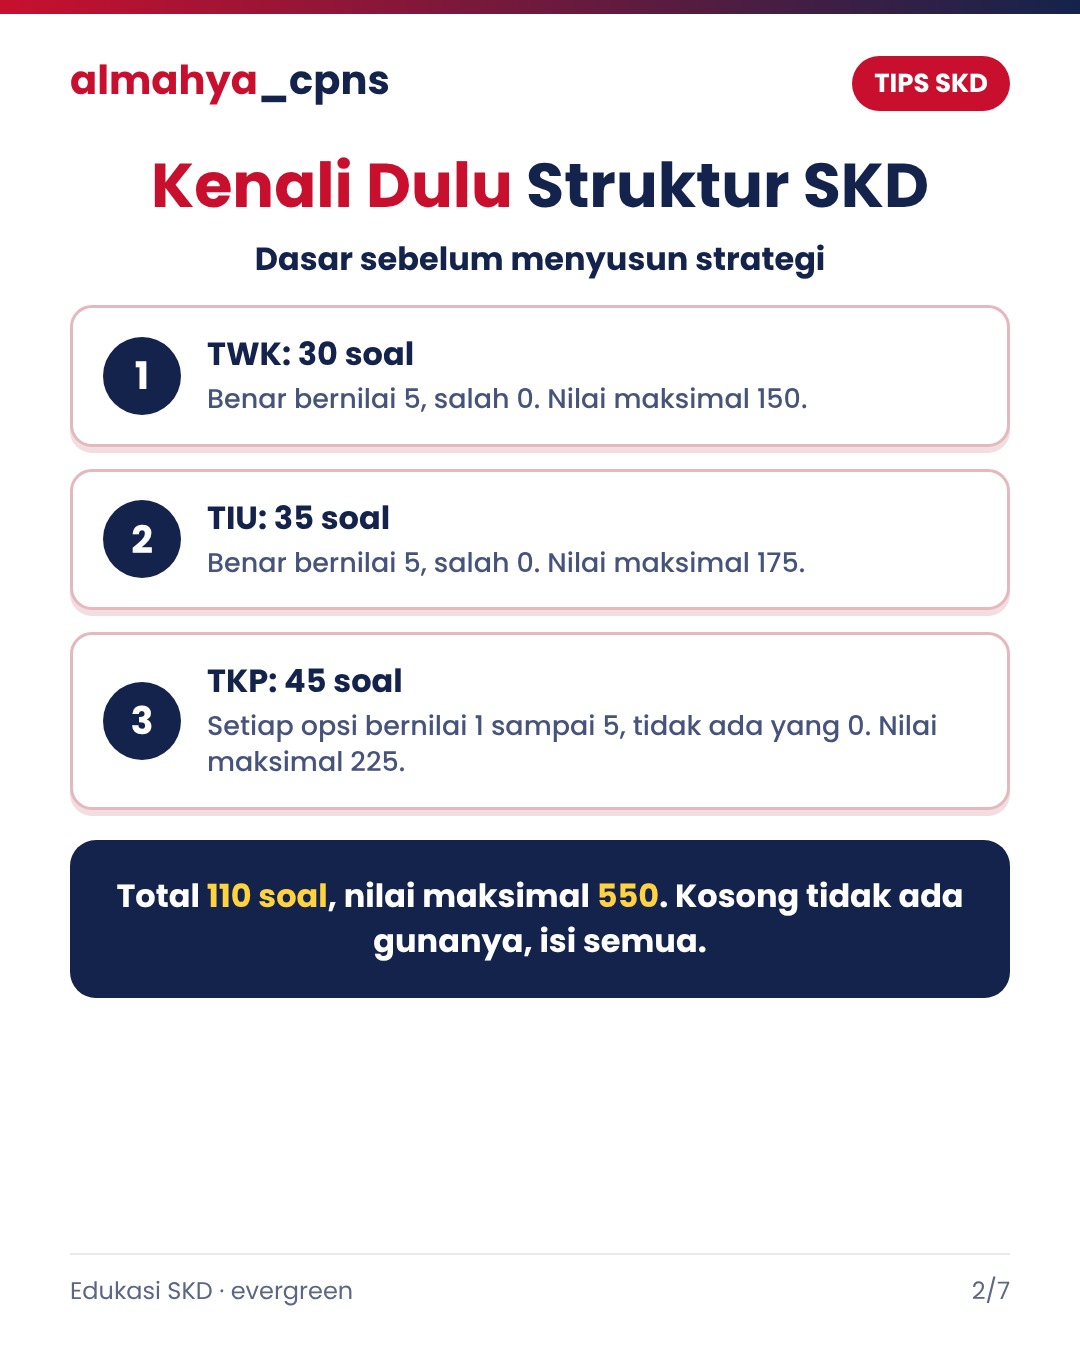 almahya_cpns
TIPS SKD
Kenali Dulu Struktur SKD
Dasar sebelum menyusun strategi
1
TWK: 30 soal
Benar bernilai 5, salah 0. Nilai maksimal 150.
2
TIU: 35 soal
Benar bernilai 5, salah 0. Nilai maksimal 175.
3
TKP: 45 soal
Setiap opsi bernilai 1 sampai 5, tidak ada yang 0. Nilai
maksimal 225.
Total 110 soal, nilai maksimal 550. Kosong tidak ada
gunanya, isi semua.
Edukasi SKD · evergreen
2/7